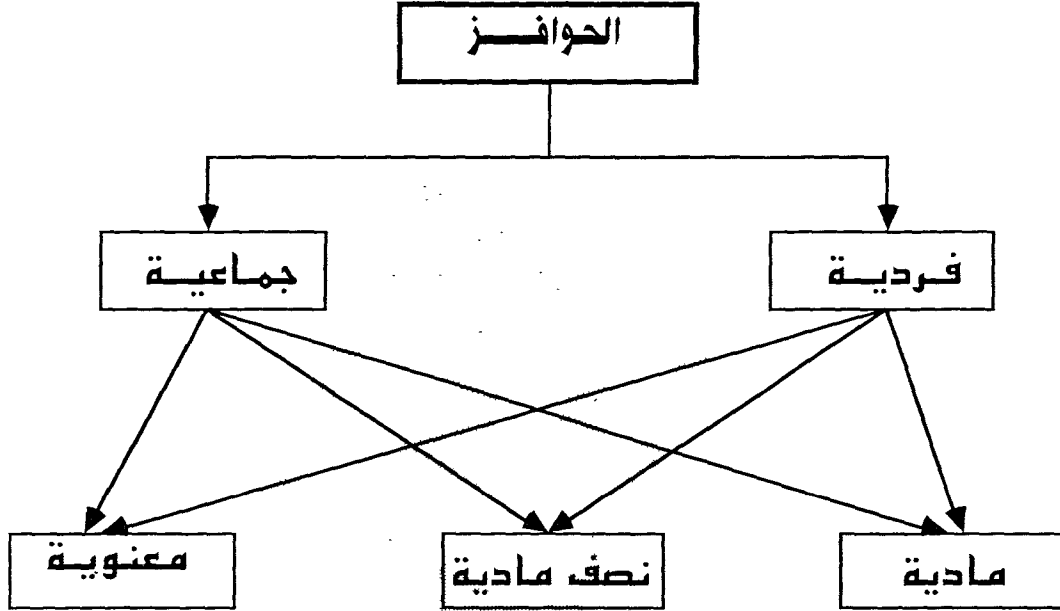 الحوافز
فردية
جماعية
مادية
نصف مادية
معنوية